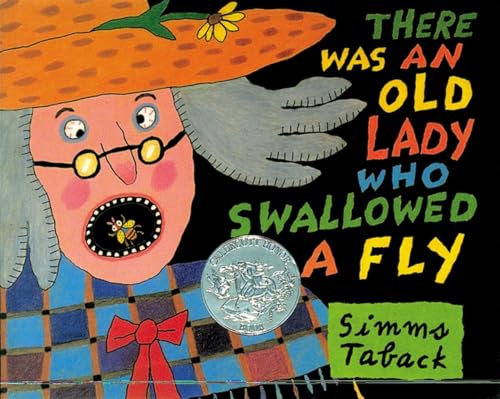 THERE
WAS AN
OLD
LADY
WHO
SWALLOWED
A FLY
Simms
Taback